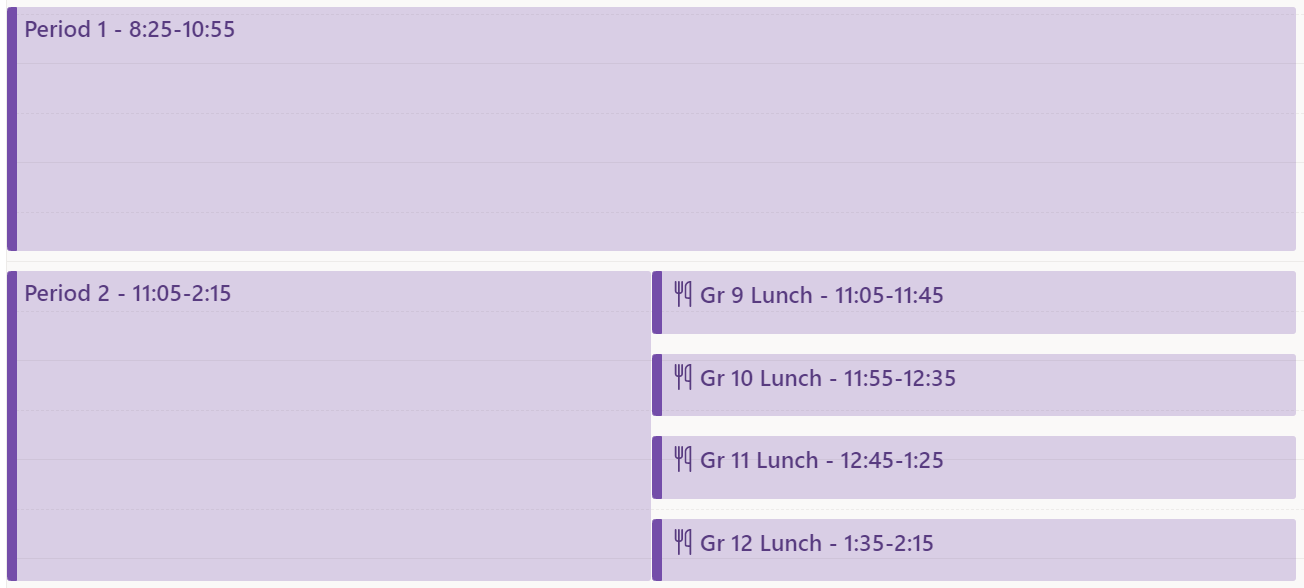 Period 1 - 8:25-10:55
Period 2 - 11:05-2:15
Gr 9 Lunch - 11:05-11:45
Gr 10 Lunch - 11:55-12:35
Gr 11 Lunch - 12:45-1:25
Gr 12 Lunch - 1:35-2:15